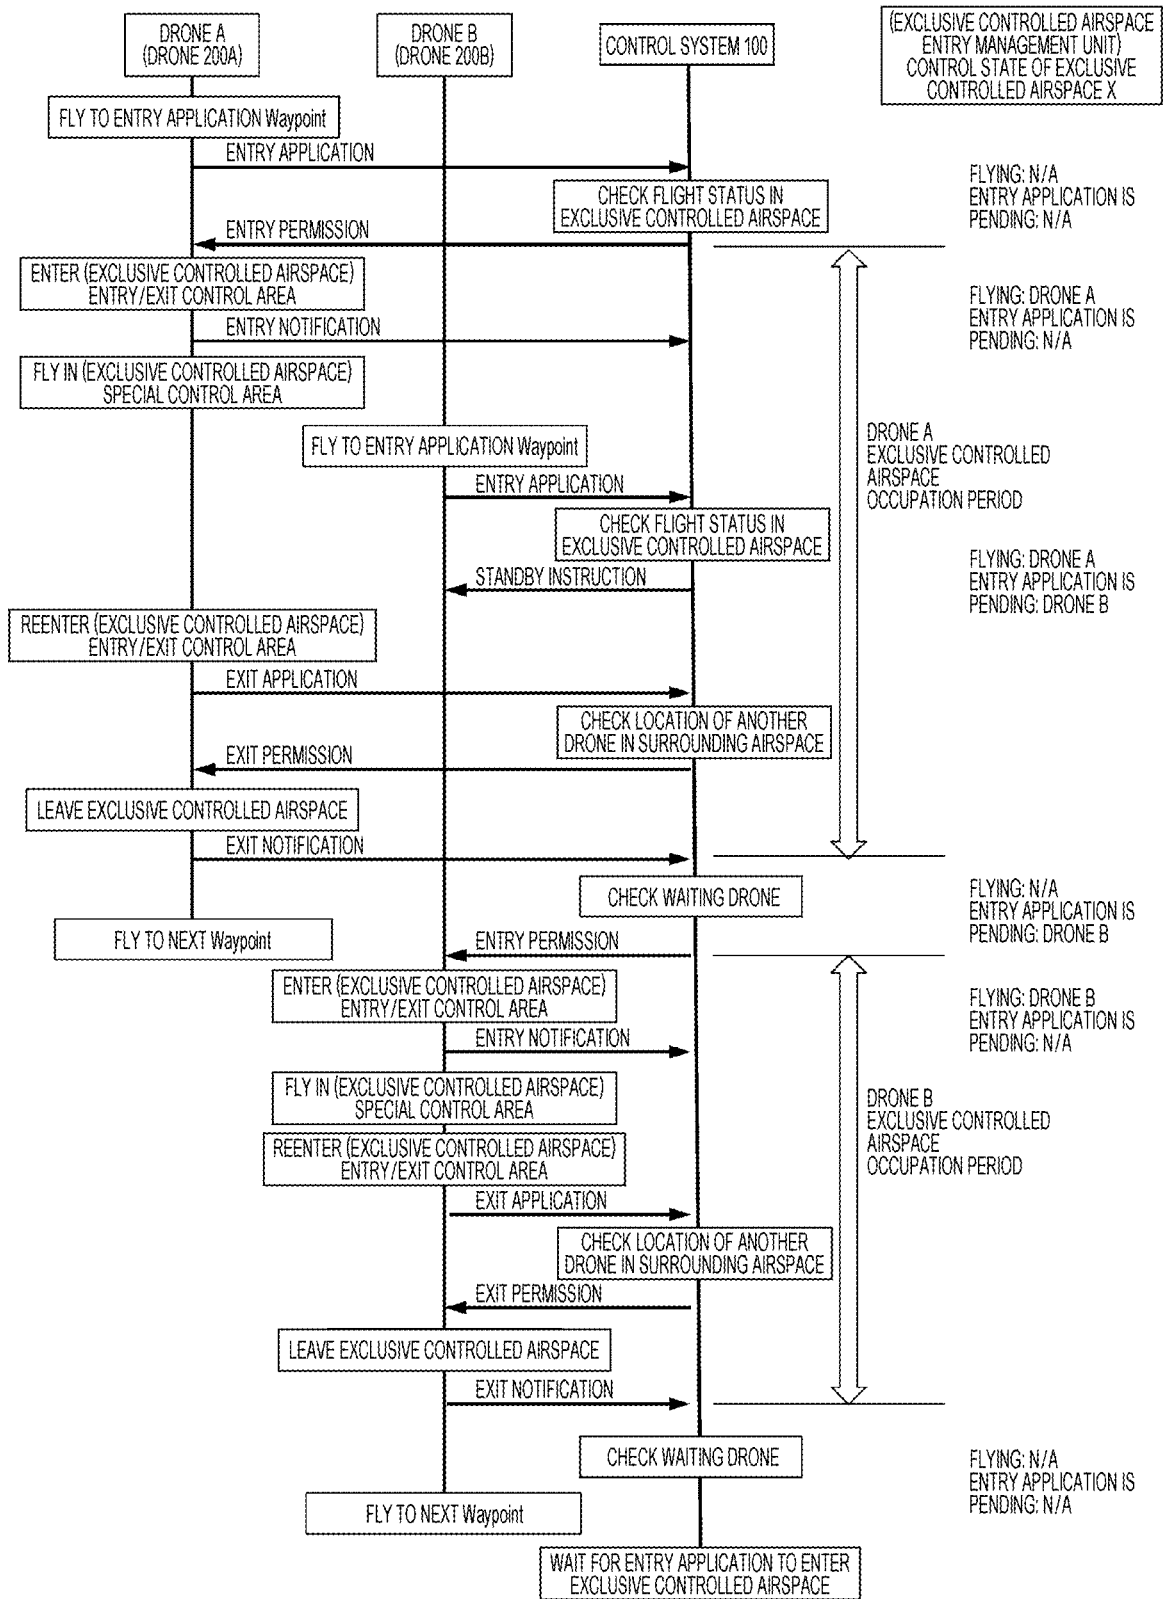 DRONE A
(DRONE 200A)
DRONE B
(DRONE 200B)
CONTROL SYSTEM 100
(EXCLUSIVE CONTROLLED AIRSPACE
ENTRY MANAGEMENT UNIT)
CONTROL STATE OF EXCLUSIVE
CONTROLLED AIRSPACE X
FLY TO ENTRY APPLICATION Waypoint
ENTRY APPLICATION
CHECK FLIGHT STATUS IN
EXCLUSIVE CONTROLLED AIRSPACE
FLYING: N/A
ENTRY APPLICATION IS
PENDING: N/A
ENTRY PERMISSION
ENTER (EXCLUSIVE CONTROLLED AIRSPACE)
ENTRY/EXIT CONTROL AREA
FLYING: DRONE A
ENTRY APPLICATION IS
PENDING: N/A
ENTRY NOTIFICATION
FLY IN (EXCLUSIVE CONTROLLED AIRSPACE)
SPECIAL CONTROL AREA
FLY TO ENTRY APPLICATION Waypoint
DRONE A
EXCLUSIVE CONTROLLED
AIRSPACE
OCCUPATION PERIOD
ENTRY APPLICATION
CHECK FLIGHT STATUS IN
EXCLUSIVE CONTROLLED AIRSPACE
STANDBY INSTRUCTION
FLYING: DRONE A
ENTRY APPLICATION IS
PENDING: DRONE B
REENTER (EXCLUSIVE CONTROLLED AIRSPACE)
ENTRY/EXIT CONTROL AREA
EXIT APPLICATION
CHECK LOCATION OF ANOTHER
DRONE IN SURROUNDING AIRSPACE
EXIT PERMISSION
LEAVE EXCLUSIVE CONTROLLED AIRSPACE
EXIT NOTIFICATION
CHECK WAITING DRONE
FLYING: N/A
ENTRY APPLICATION IS
PENDING: DRONE B
FLY TO NEXT Waypoint
ENTRY PERMISSION
ENTER (EXCLUSIVE CONTROLLED AIRSPACE)
ENTRY/EXIT CONTROL AREA
FLYING: DRONE B
ENTRY APPLICATION IS
PENDING: N/A
ENTRY NOTIFICATION
FLY IN (EXCLUSIVE CONTROLLED AIRSPACE)
SPECIAL CONTROL AREA
DRONE B
EXCLUSIVE CONTROLLED
AIRSPACE
OCCUPATION PERIOD
REENTER (EXCLUSIVE CONTROLLED AIRSPACE)
ENTRY/EXIT CONTROL AREA
EXIT APPLICATION
CHECK LOCATION OF ANOTHER
DRONE IN SURROUNDING AIRSPACE
EXIT PERMISSION
LEAVE EXCLUSIVE CONTROLLED AIRSPACE
EXIT NOTIFICATION
CHECK WAITING DRONE
FLYING: N/A
ENTRY APPLICATION IS
PENDING: N/A
FLY TO NEXT Waypoint
WAIT FOR ENTRY APPLICATION TO ENTER
EXCLUSIVE CONTROLLED AIRSPACE